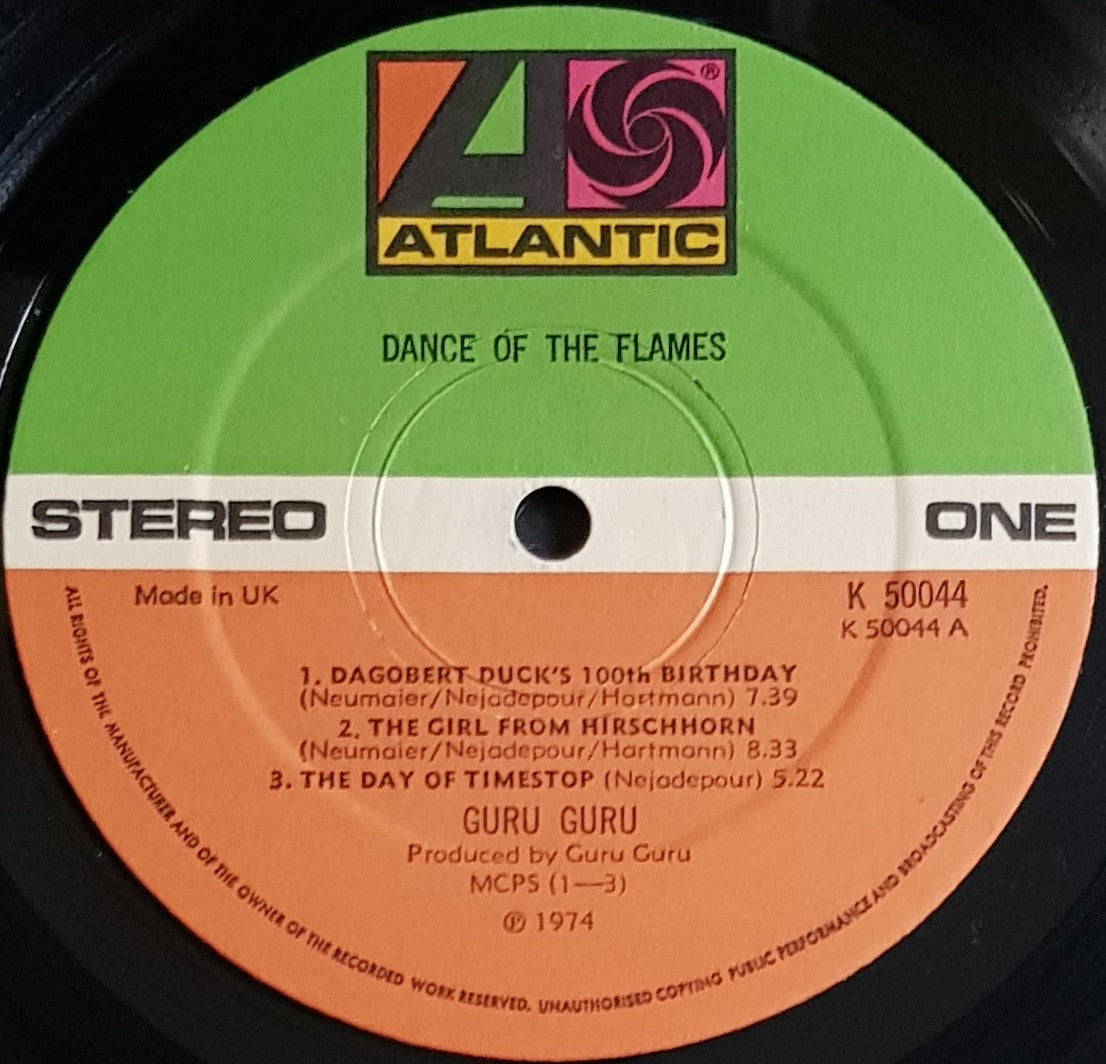 ®
ATLANTIC
DANCE OF THE FLAMES
STEREO
ONE
Made in UK
K 50044
K 50044 A
1. DAGOBERT DUCK'S 100th BIRTHDAY
(Neumaier/Nejadepour/Hartmann) 7.39
2. THE GIRL FROM HIRSCHHORN
(Neumaier/Nejadepour/Hartmann) 8.33
3. THE DAY OF TIMESTOP (Nejadepour) 5.22
GURU GURU
Produced by Guru Guru
MCPS (1—3)
℗ 1974
ALL RIGHTS OF THE MANUFACTURER AND OF THE OWNER OF THE RECORDED WORK RESERVED. UNAUTHORISED COPYING PUBLIC PERFORMANCE AND BROADCASTING OF THIS RECORD PROHIBITED.